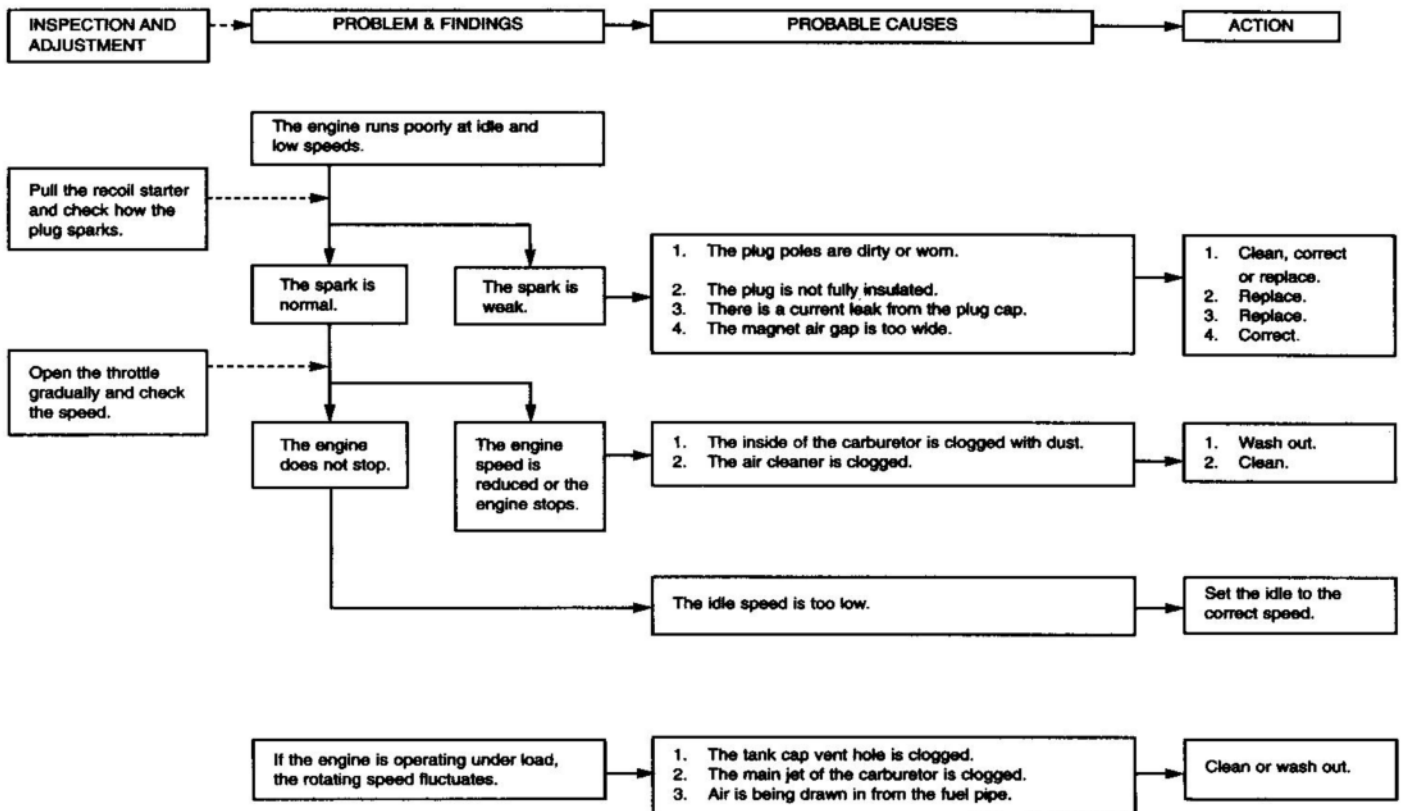 INSPECTION AND
ADJUSTMENT
PROBLEM & FINDINGS
PROBABLE CAUSES
ACTION
The engine runs poorly at idle and
low speeds.
Pull the recoil starter
and check how the
plug sparks.
The spark is
normal.
The spark is
weak.
1. The plug poles are dirty or worn.
2. The plug is not fully insulated.
3. There is a current leak from the plug cap.
4. The magnet air gap is too wide.
1. Clean, correct
or replace.
2. Replace.
3. Replace.
4. Correct.
Open the throttle
gradually and check
the speed.
The engine
does not stop.
The engine
speed is
reduced or the
engine stops.
1. The inside of the carburetor is clogged with dust.
2. The air cleaner is clogged.
1. Wash out.
2. Clean.
The idle speed is too low.
Set the idle to the
correct speed.
If the engine is operating under load,
the rotating speed fluctuates.
1. The tank cap vent hole is clogged.
2. The main jet of the carburetor is clogged.
3. Air is being drawn in from the fuel pipe.
Clean or wash out.